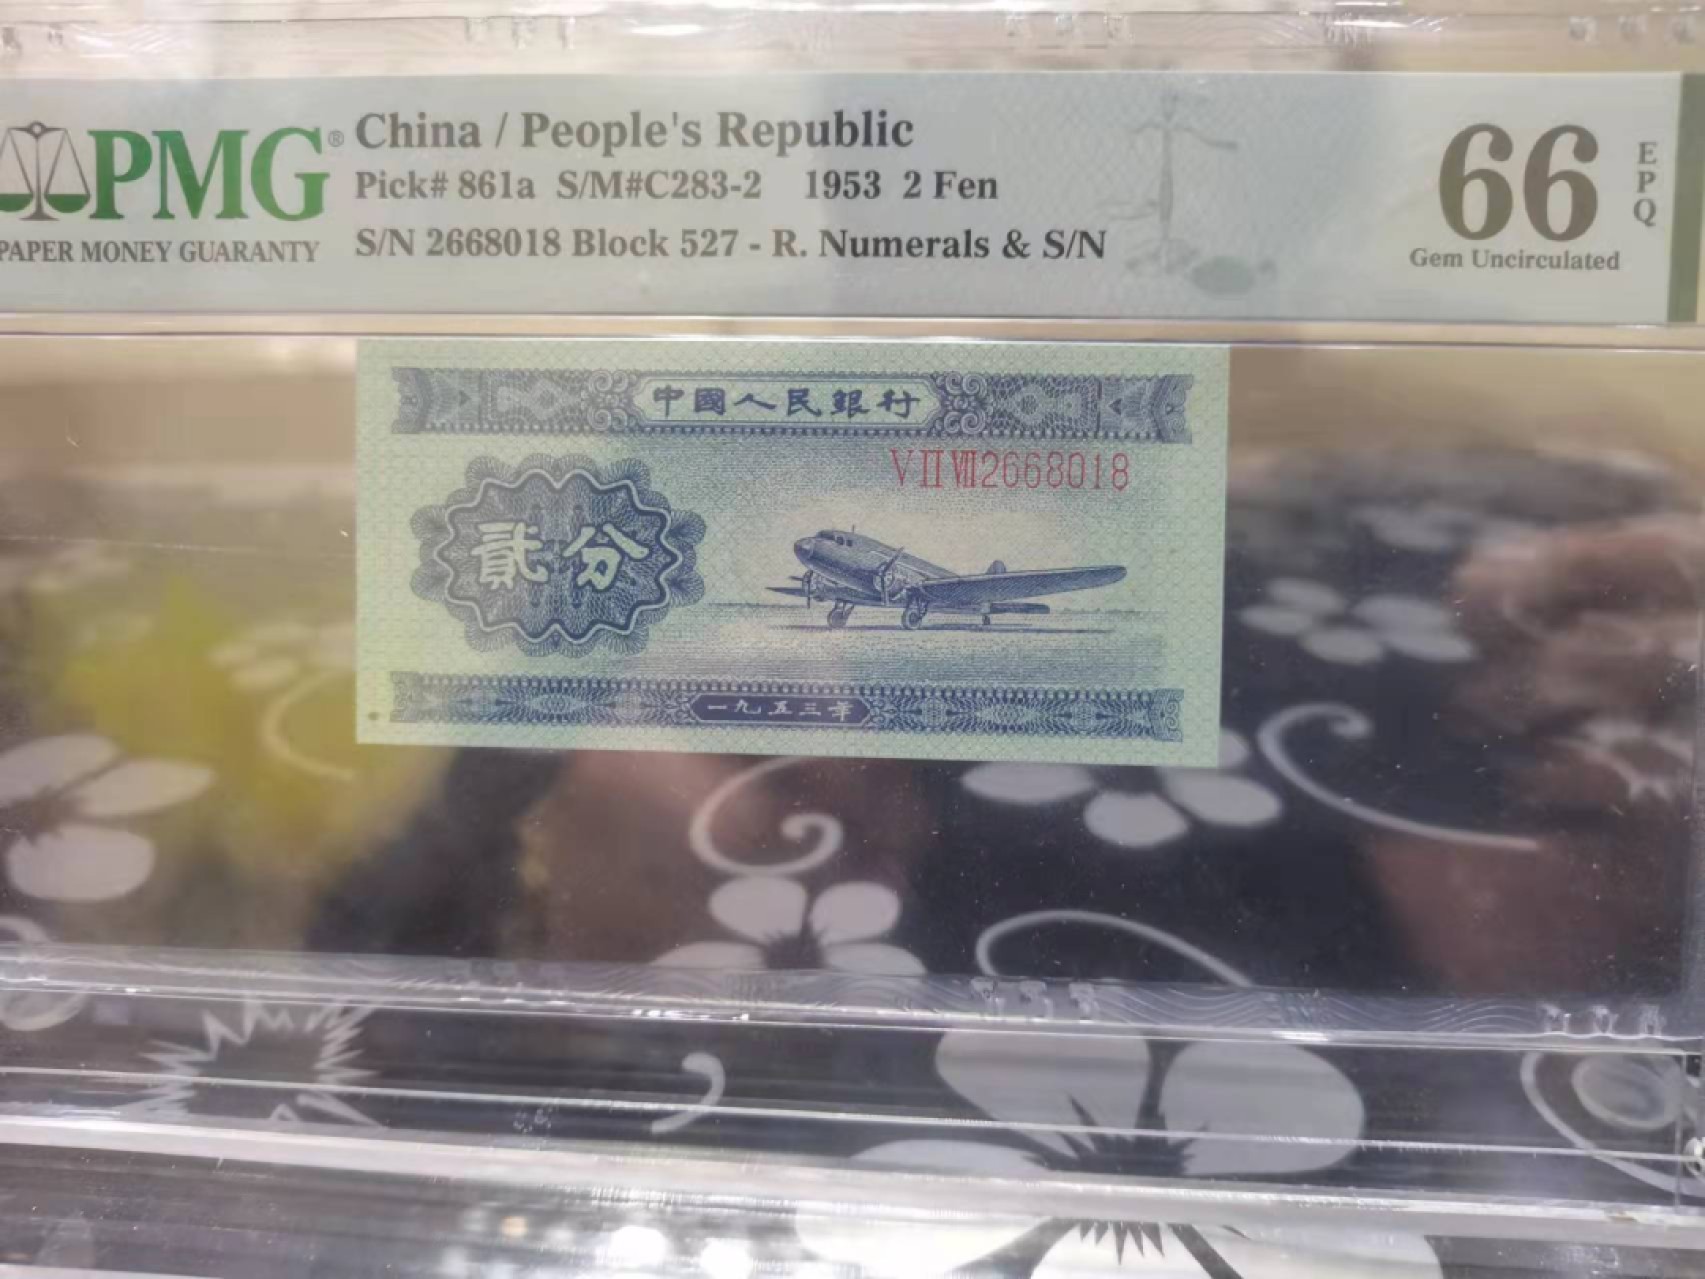 PMG® China / People's Republic
Pick# 861a S/M#C283-2 1953 2 Fen
PAPER MONEY GUARANTY
S/N 2668018 Block 527 - R. Numerals & S/N
66 EPQ
Gem Uncirculated
中國人民銀行
ⅤⅡⅦ2668018
貳分
一九五三年